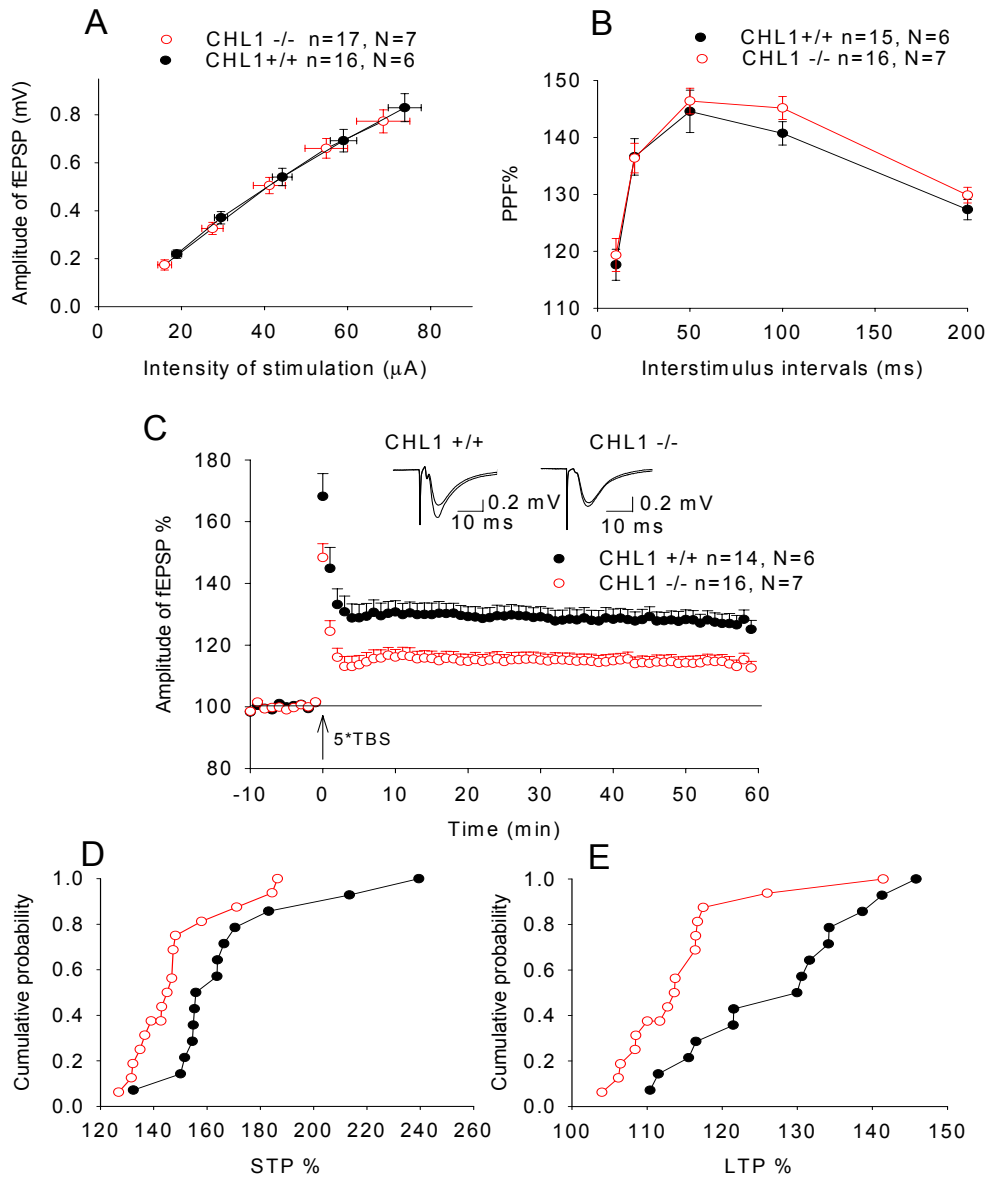 A
CHL1 -/- n=17, N=7
CHL1+/+ n=16, N=6
Amplitude of fEPSP (mV)
0.8
0.6
0.4
0.2
0.0
0 20 40 60 80
Intensity of stimulation (μA)
B
CHL1+/+ n=15, N=6
CHL1 -/- n=16, N=7
PPF%
150
140
130
120
110
0 50 100 150 200
Interstimulus intervals (ms)
C
CHL1 +/+
CHL1 -/-
0.2 mV
10 ms
0.2 mV
10 ms
CHL1 +/+ n=14, N=6
CHL1 -/- n=16, N=7
Amplitude of fEPSP %
180
160
140
120
100
80
5*TBS
-10 0 10 20 30 40 50 60
Time (min)
D
Cumulative probability
1.0
0.8
0.6
0.4
0.2
0.0
120 140 160 180 200 220 240 260
STP %
E
Cumulative probability
1.0
0.8
0.6
0.4
0.2
0.0
100 110 120 130 140 150
LTP %